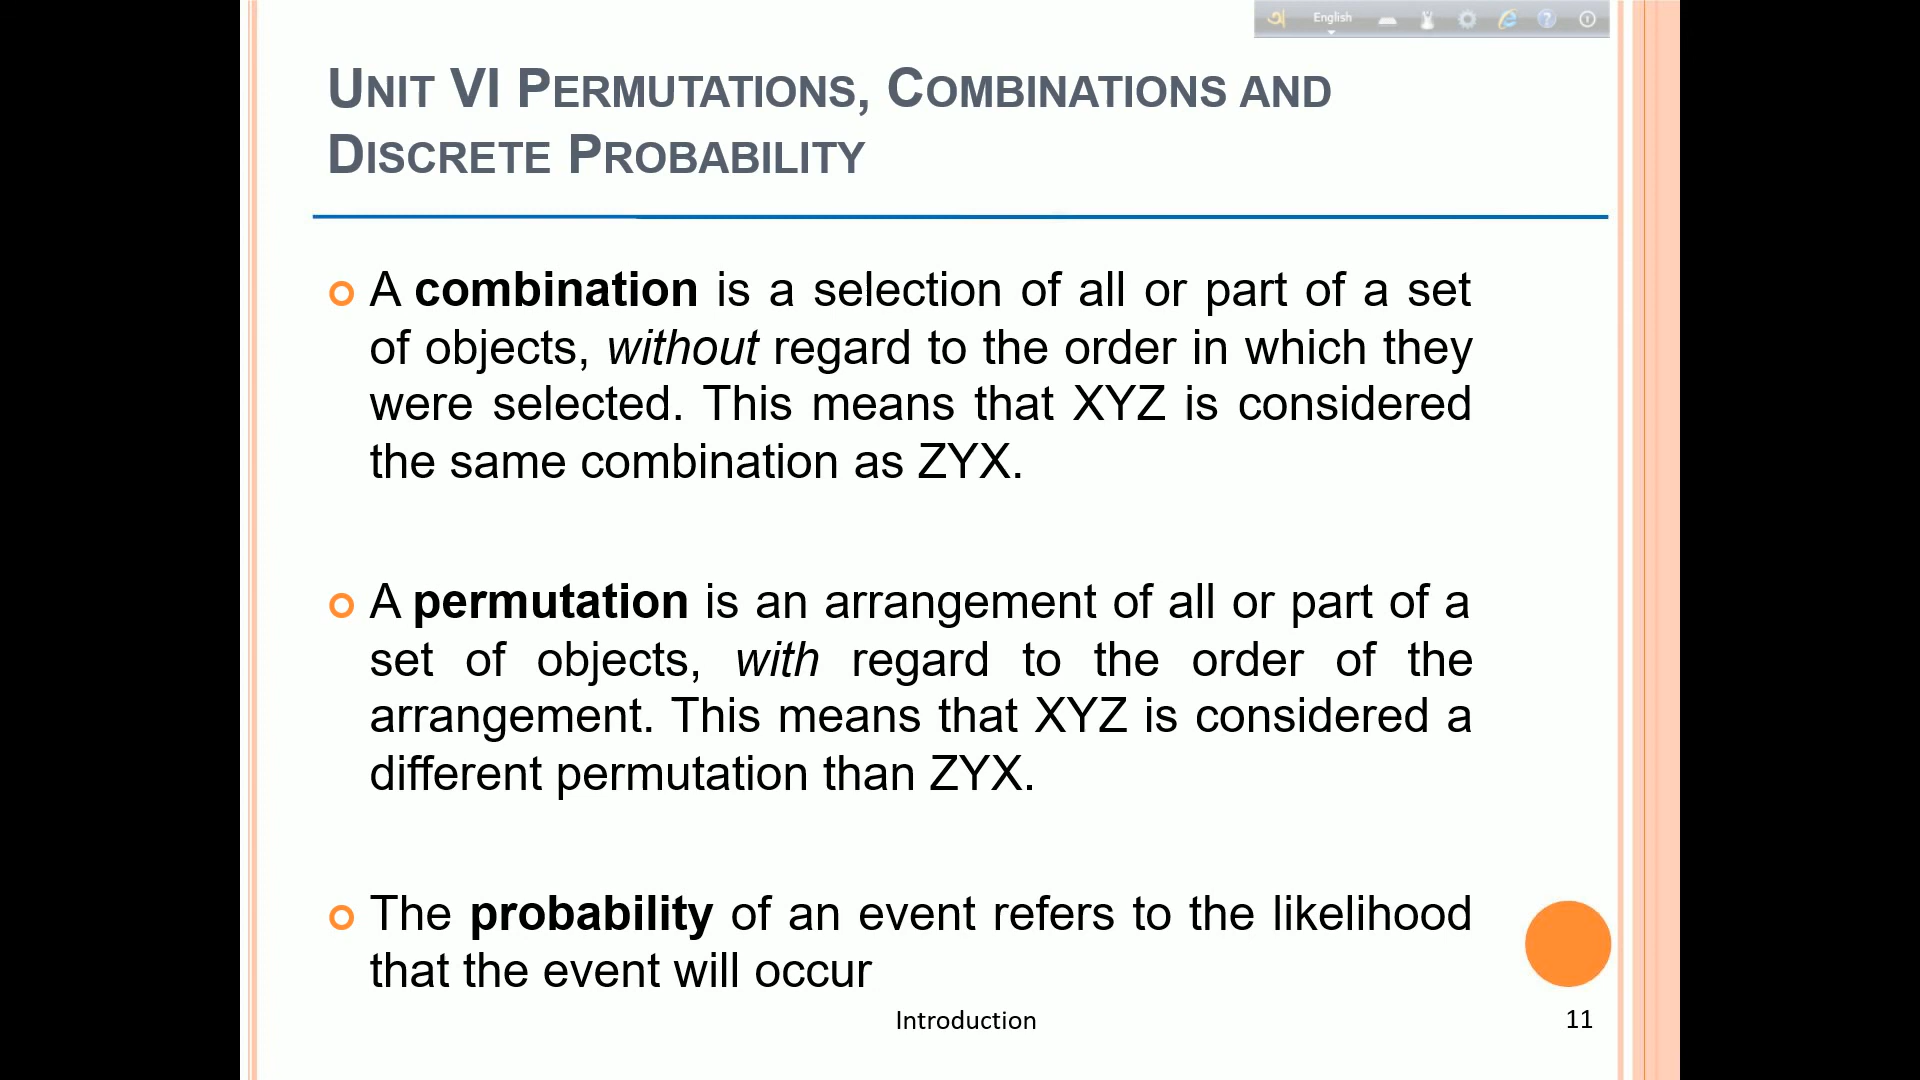 অ English
UNIT VI PERMUTATIONS, COMBINATIONS AND
DISCRETE PROBABILITY
A combination is a selection of all or part of a set
of objects, without regard to the order in which they
were selected. This means that XYZ is considered
the same combination as ZYX.
A permutation is an arrangement of all or part of a
set of objects, with regard to the order of the
arrangement. This means that XYZ is considered a
different permutation than ZYX.
The probability of an event refers to the likelihood
that the event will occur
Introduction
11